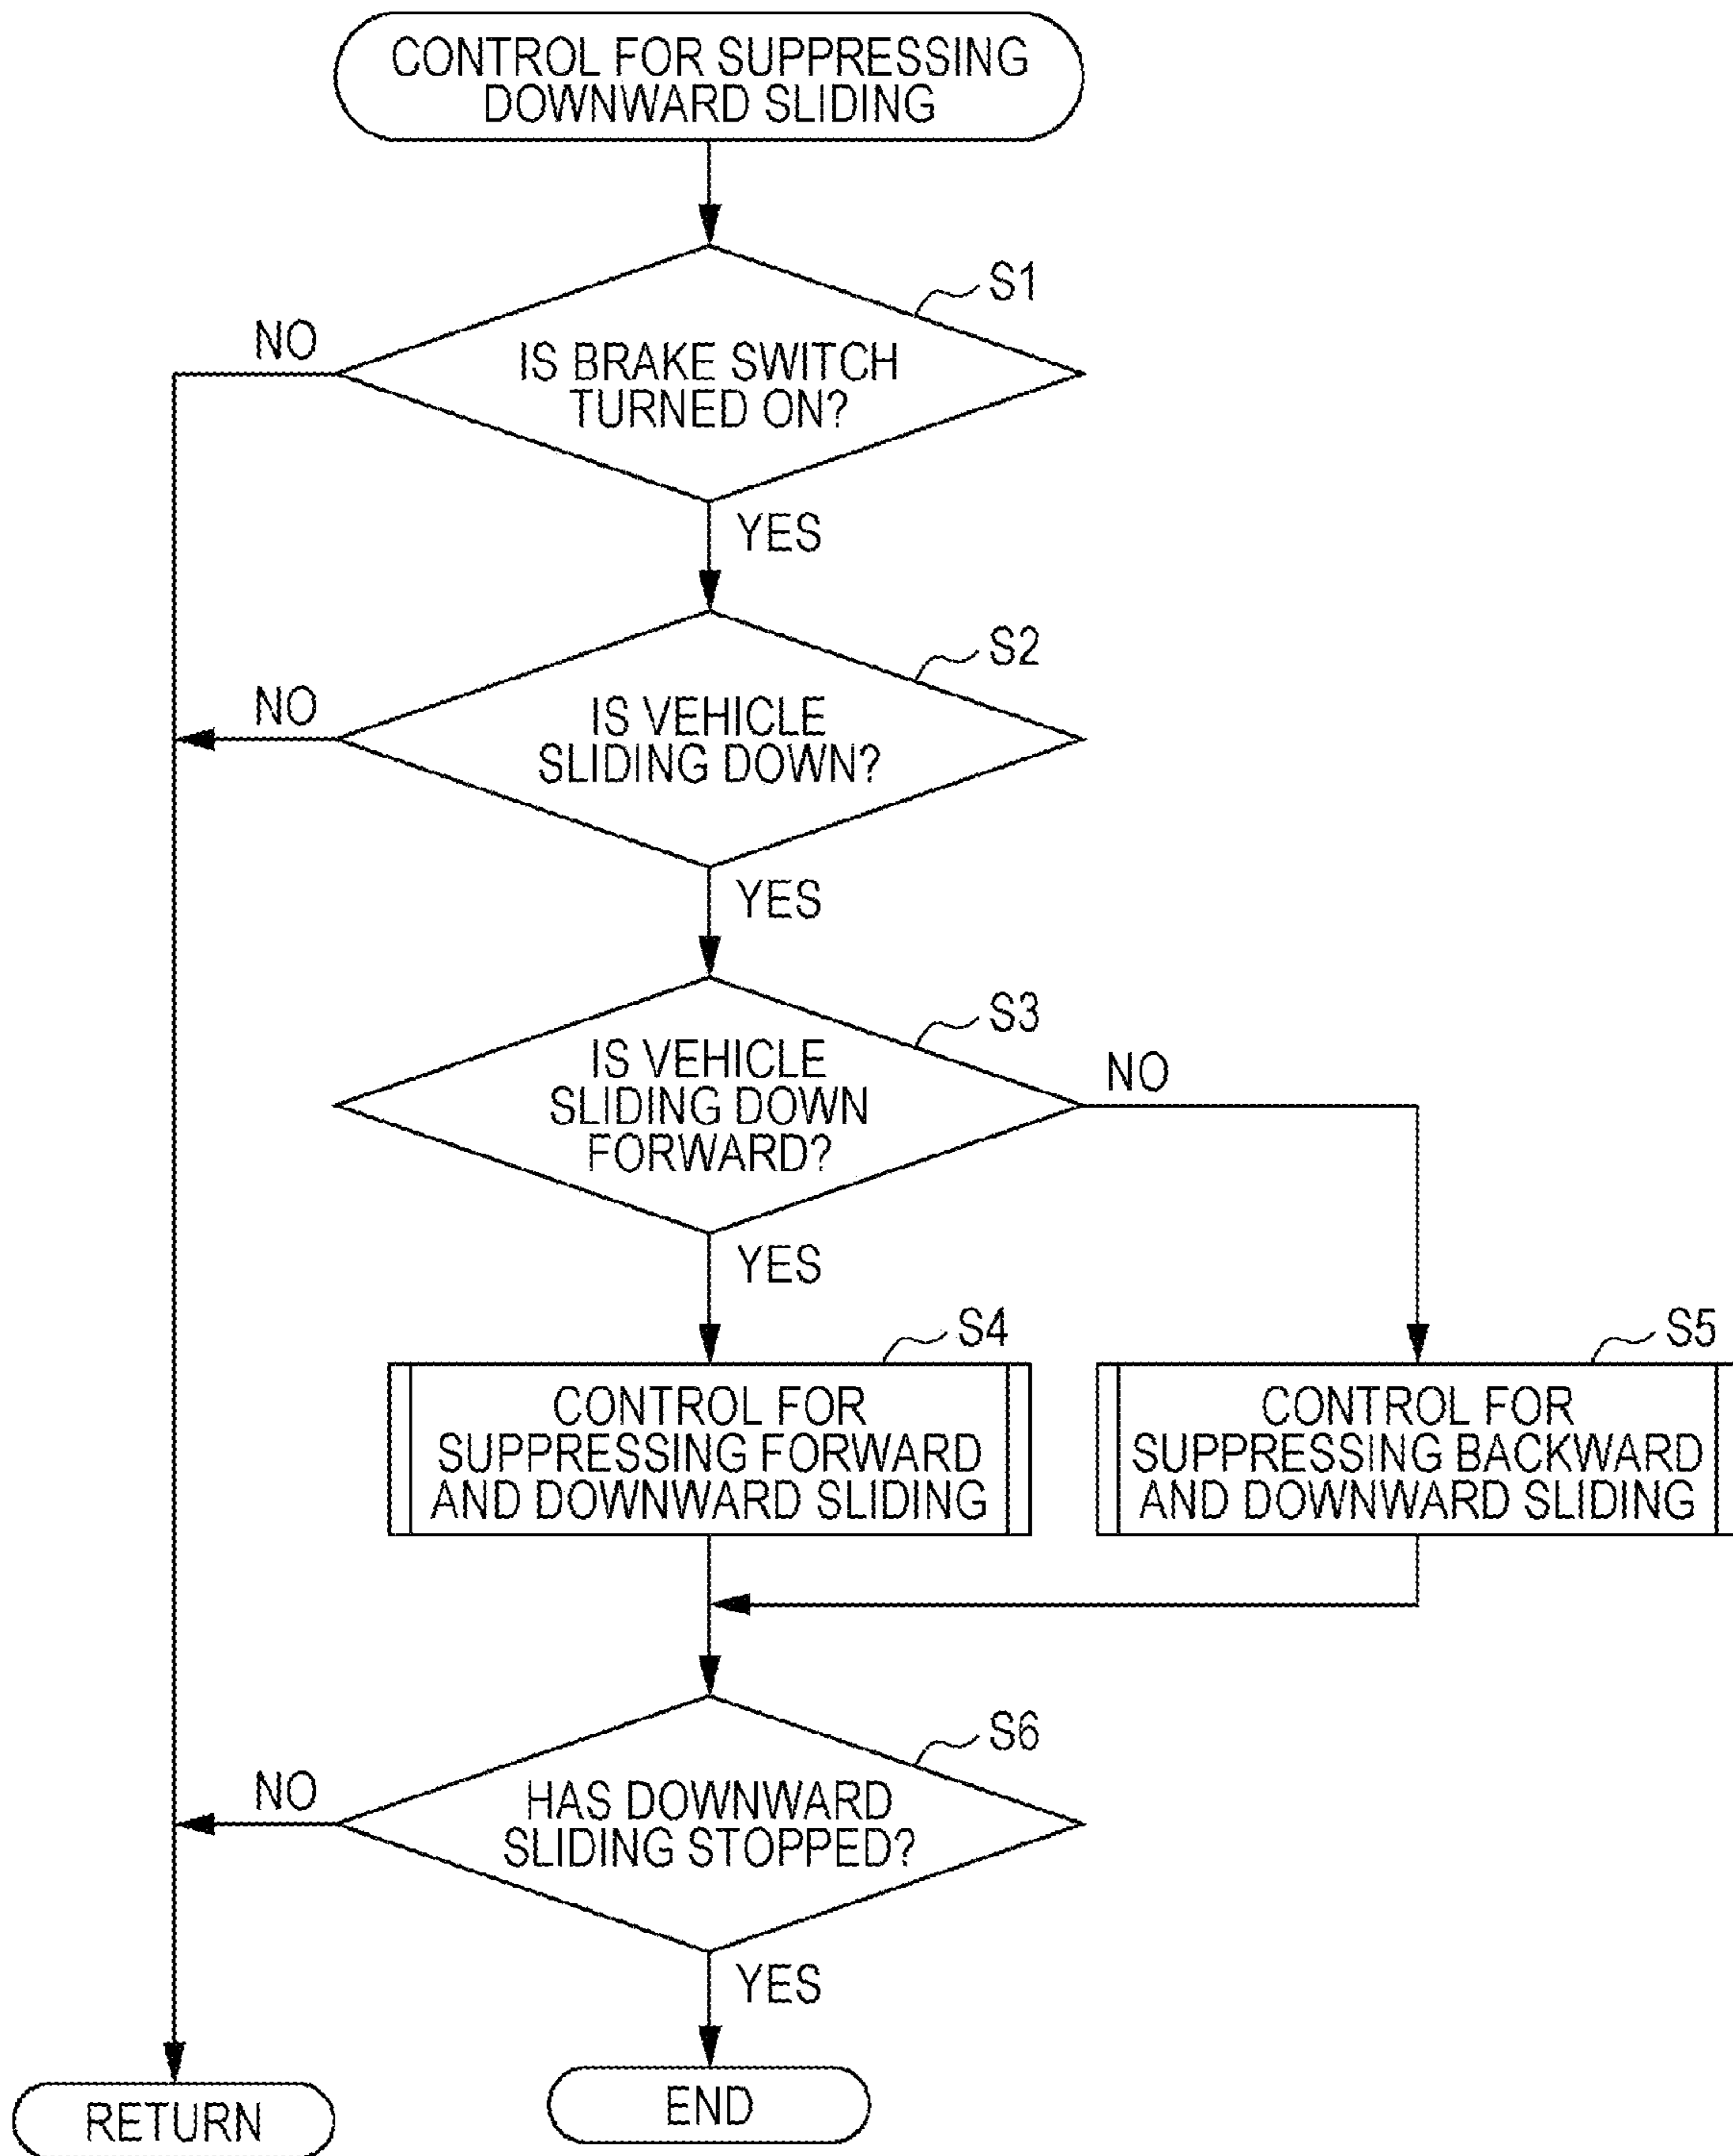 CONTROL FOR SUPPRESSING
DOWNWARD SLIDING
S1
NO
IS BRAKE SWITCH
TURNED ON?
YES
S2
NO
IS VEHICLE
SLIDING DOWN?
YES
S3
IS VEHICLE
SLIDING DOWN
FORWARD?
NO
YES
S4
CONTROL FOR
SUPPRESSING FORWARD
AND DOWNWARD SLIDING
S5
CONTROL FOR
SUPPRESSING BACKWARD
AND DOWNWARD SLIDING
S6
NO
HAS DOWNWARD
SLIDING STOPPED?
YES
RETURN
END